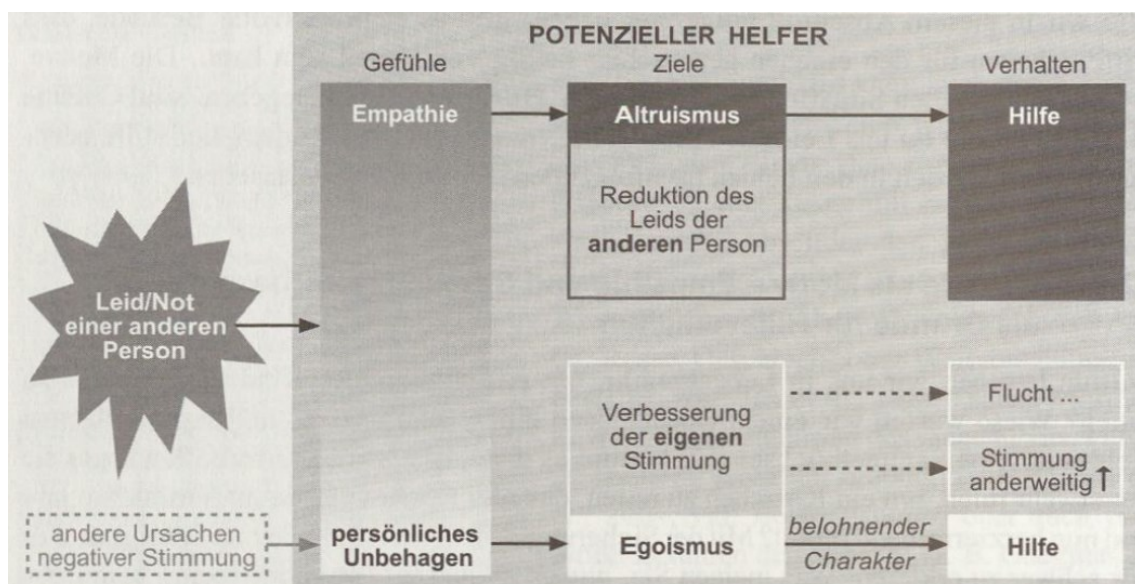 POTENZIELLER HELFER
Gefühle
Ziele
Verhalten
Empathie
Altruismus
Hilfe
Reduktion des
Leids der
anderen Person
Leid/Not
einer anderen
Person
Verbesserung
der eigenen
Stimmung
Flucht ...
Stimmung
anderweitig ↑
andere Ursachen
negativer Stimmung
persönliches
Unbehagen
Egoismus
belohnender
Charakter
Hilfe